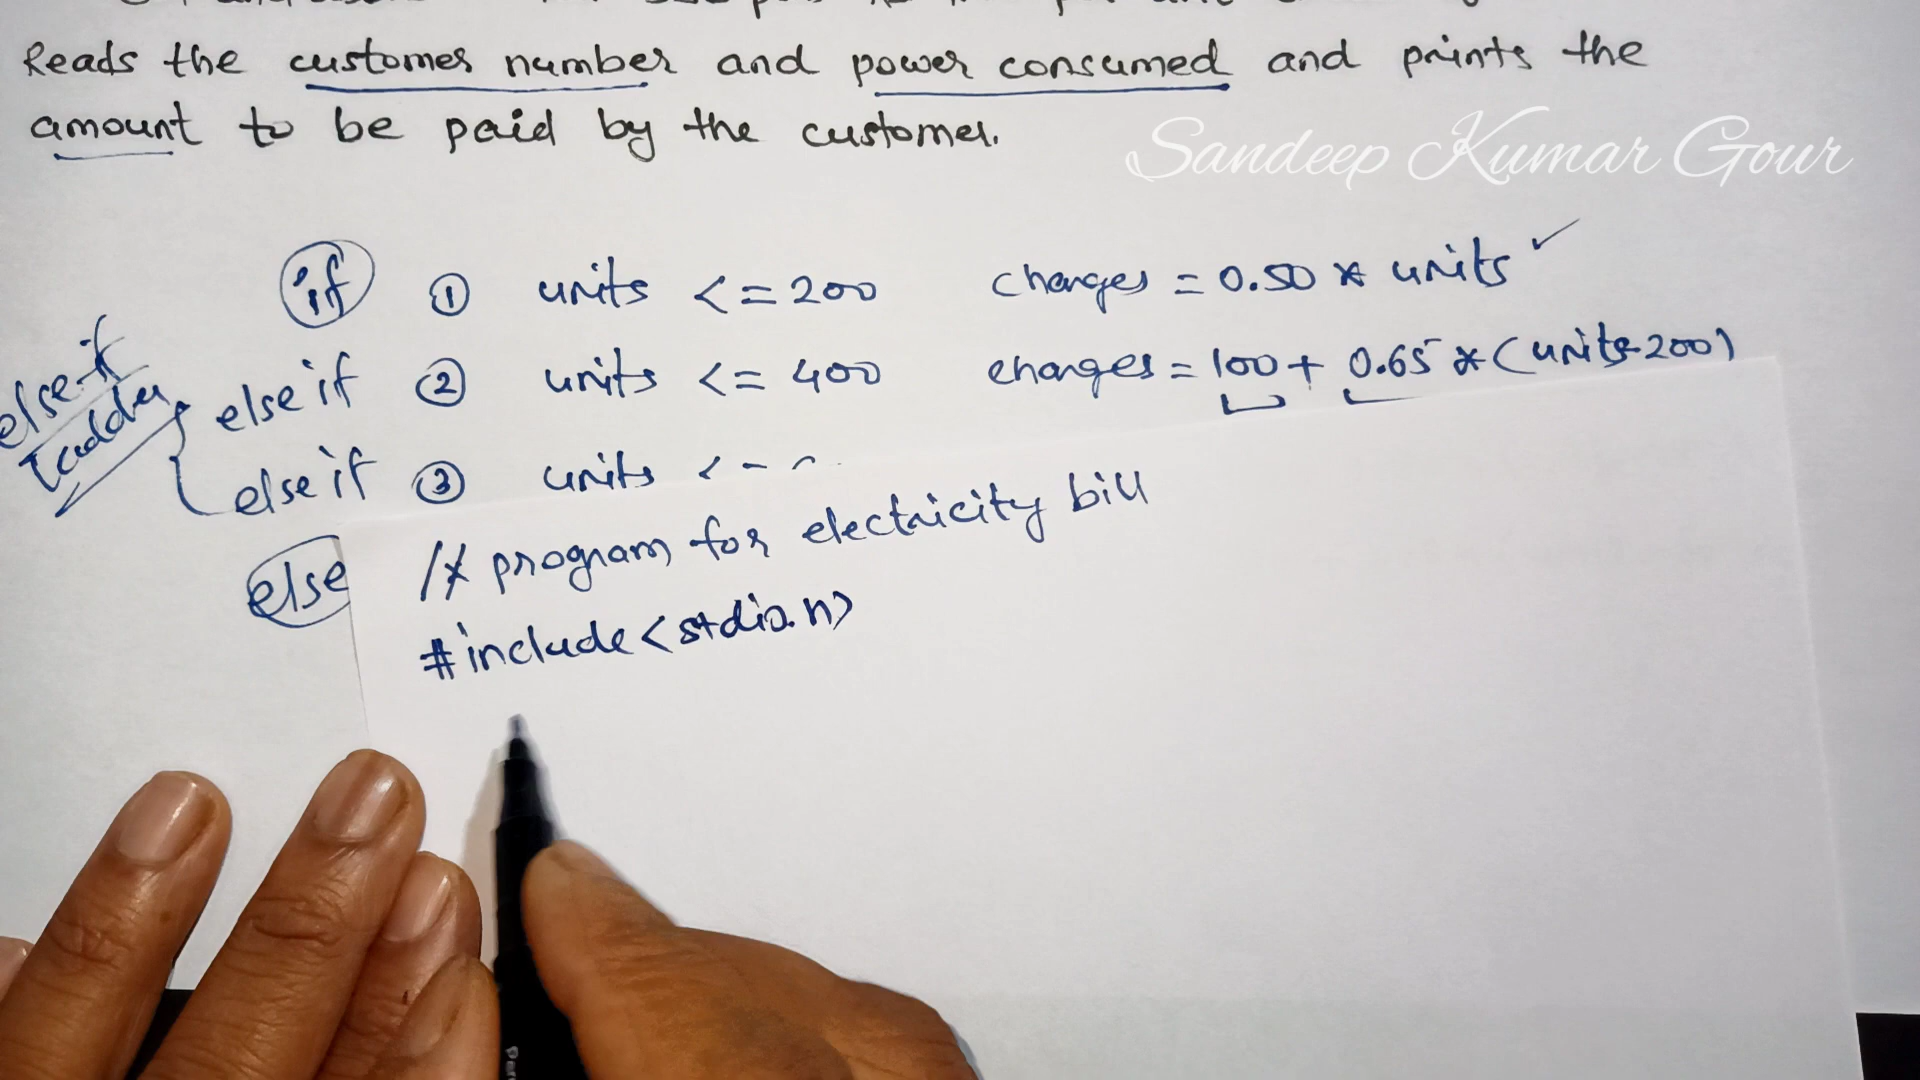 Reads the customer number and power consumed and prints the
amount to be paid by the customer.
Sandeep Kumar Gour
if ① units <= 200 charges = 0.50 * units ✓
else if ② units <= 400 charges = 100 + 0.65 * (units-200)
else if ③ units <
else
else-if
Ladder
/* program for electricity bill
#include<stdio.h>